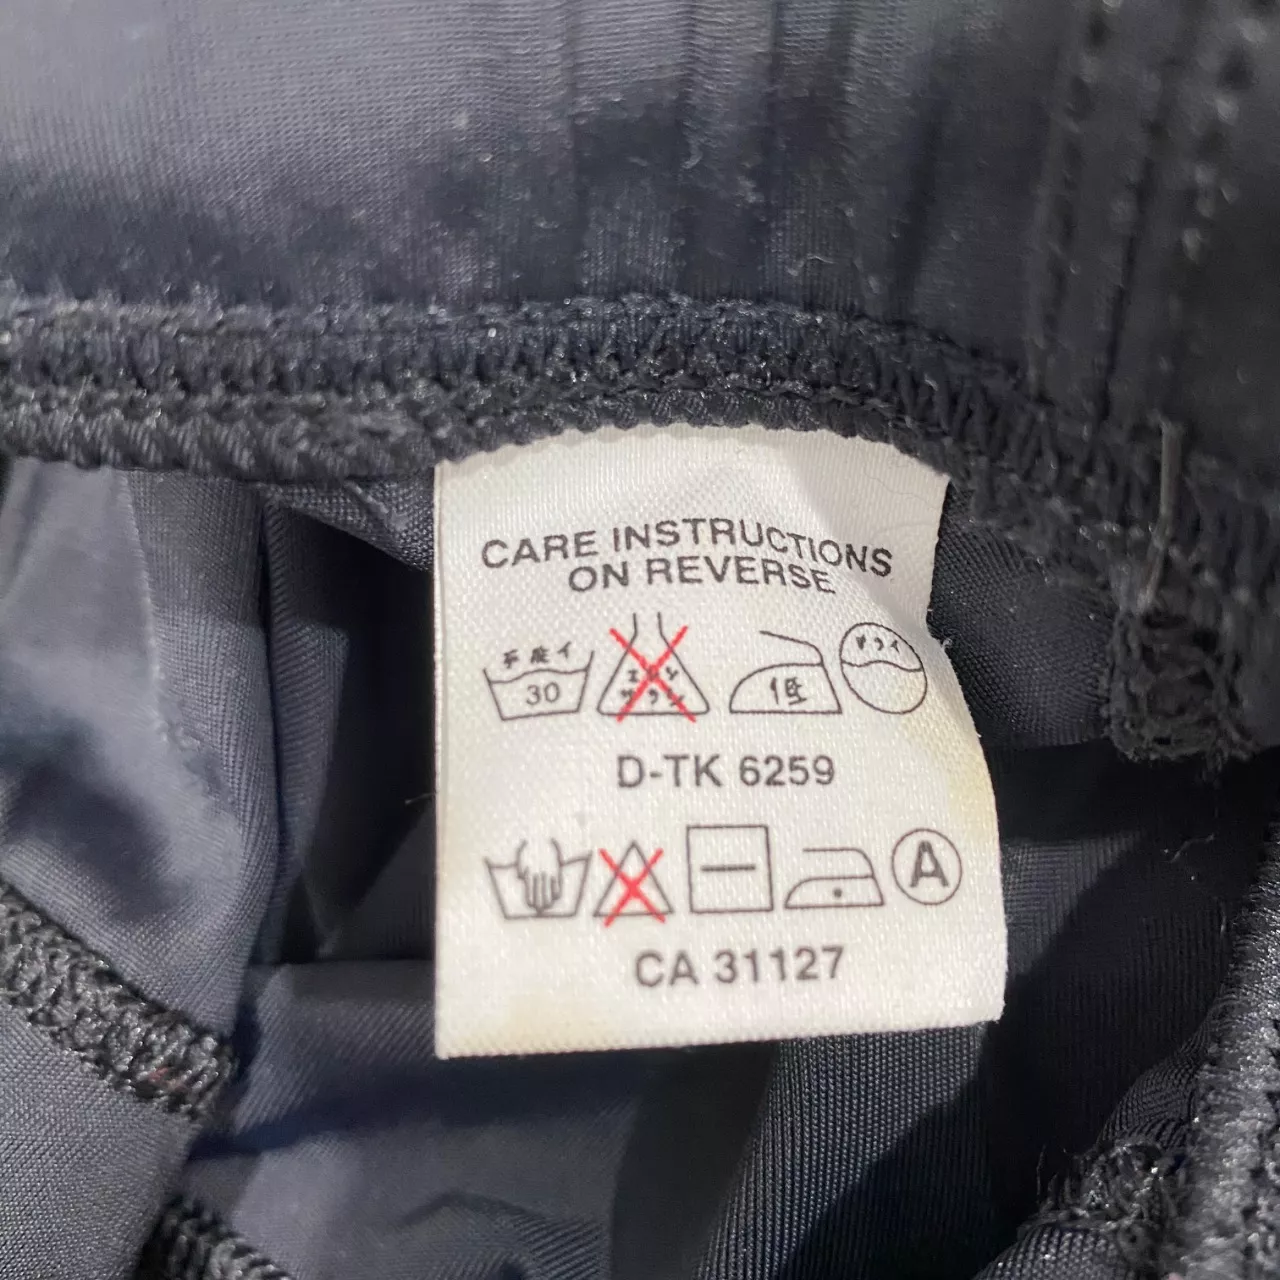 CARE INSTRUCTIONS
ON REVERSE
手洗イ
30
エンソ
サラシ
低
ドライ
D-TK 6259
A
CA 31127